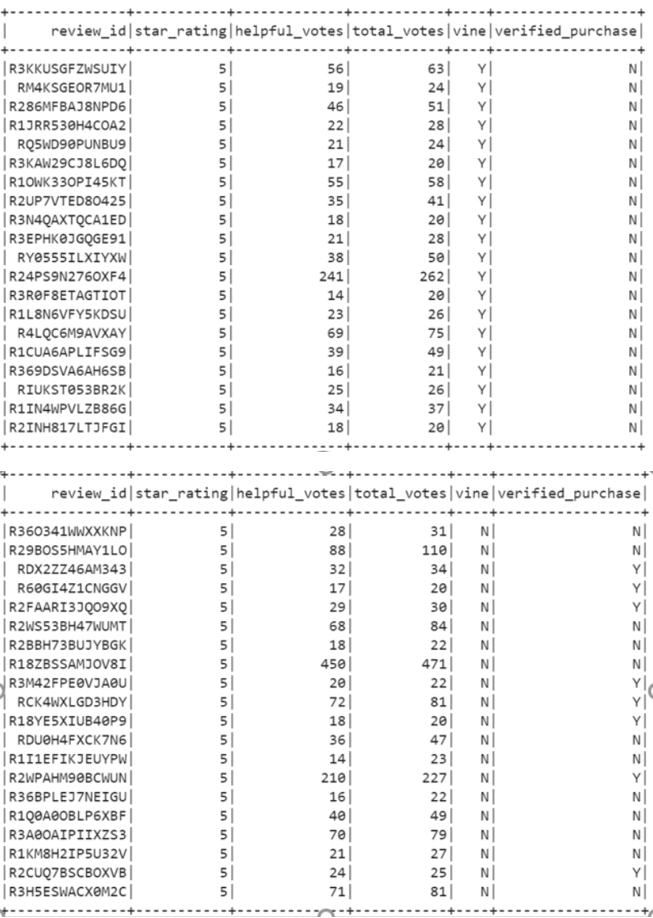 +--------------+-----------+-------------+-----------+----+-----------------+
|     review_id|star_rating|helpful_votes|total_votes|vine|verified_purchase|
+--------------+-----------+-------------+-----------+----+-----------------+
|R3KKUSGFZWSUIY|          5|           56|         63|   Y|                N|
| RM4KSGEOR7MU1|          5|           19|         24|   Y|                N|
|R286MFBAJ8NPD6|          5|           46|         51|   Y|                N|
|R1JRR530H4COA2|          5|           22|         28|   Y|                N|
| RQ5WD90PUNBU9|          5|           21|         24|   Y|                N|
|R3KAW29CJ8L6DQ|          5|           17|         20|   Y|                N|
|R1OWK33OPI45KT|          5|           55|         58|   Y|                N|
|R2UP7VTED8O425|          5|           35|         41|   Y|                N|
|R3N4QAXTQCA1ED|          5|           18|         20|   Y|                N|
|R3EPHK0JGQGE91|          5|           21|         28|   Y|                N|
| RY0555ILXIYXW|          5|           38|         50|   Y|                N|
|R24PS9N276OXF4|          5|          241|        262|   Y|                N|
|R3R0F8ETAGTIOT|          5|           14|         20|   Y|                N|
|R1L8N6VFY5KDSU|          5|           23|         26|   Y|                N|
| R4LQC6M9AVXAY|          5|           69|         75|   Y|                N|
|R1CUA6APLIFSG9|          5|           39|         49|   Y|                N|
|R369DSVA6AH6SB|          5|           16|         21|   Y|                N|
| RIUKST053BR2K|          5|           25|         26|   Y|                N|
|R1IN4WPVLZB86G|          5|           34|         37|   Y|                N|
|R2INH817LTJFGI|          5|           18|         20|   Y|                N|
+--------------+-----------+-------------+-----------+----+-----------------+
+--------------+-----------+-------------+-----------+----+-----------------+
|     review_id|star_rating|helpful_votes|total_votes|vine|verified_purchase|
+--------------+-----------+-------------+-----------+----+-----------------+
|R36O341WWXXKNP|          5|           28|         31|   N|                N|
|R29BOS5HMAY1LO|          5|           88|        110|   N|                N|
| RDX2ZZ46AM343|          5|           32|         34|   N|                Y|
| R60GI4Z1CNGGV|          5|           17|         20|   N|                Y|
|R2FAARI3JQO9XQ|          5|           29|         30|   N|                Y|
|R2WS53BH47WUMT|          5|           68|         84|   N|                N|
|R2BBH73BUJYBGK|          5|           18|         22|   N|                N|
|R18ZBSSAMJOV8I|          5|          450|        471|   N|                N|
|R3M42FPE0VJA0U|          5|           20|         22|   N|                Y|
| RCK4WXLGD3HDY|          5|           72|         81|   N|                Y|
|R18YE5XIUB40P9|          5|           18|         20|   N|                Y|
| RDU0H4FXCK7N6|          5|           36|         47|   N|                N|
|R1I1EFIKJEUYPW|          5|           14|         23|   N|                N|
|R2WPAHM90BCWUN|          5|          210|        227|   N|                Y|
|R36BPLEJ7NEIGU|          5|           16|         22|   N|                N|
|R1Q0A0OBLP6XBF|          5|           40|         49|   N|                N|
|R3A0OAIPIIXZS3|          5|           70|         79|   N|                N|
|R1KM8H2IP5U32V|          5|           21|         27|   N|                N|
|R2CUQ7BSCBOXVB|          5|           24|         25|   N|                Y|
|R3H5ESWACX0M2C|          5|           71|         81|   N|                N|
+--------------+-----------+-------------+-----------+----+-----------------+